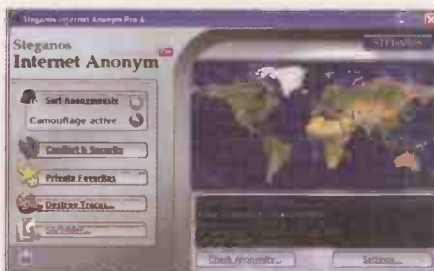 Steganos Internet Anonym Pro 6
Steganos
Internet Anonym
STEGANOS
Surf Anonymously
Camouflage active
Comfort & Security
Private Favorites
Destroy Traces...
Check Anonymity...
Settings...